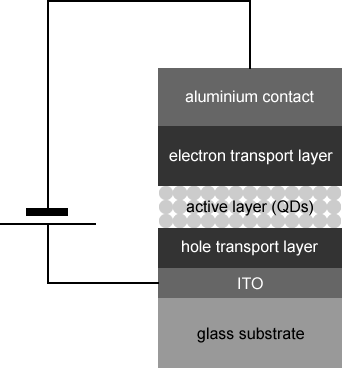 aluminium contact
electron transport layer
active layer (QDs)
hole transport layer
ITO
glass substrate